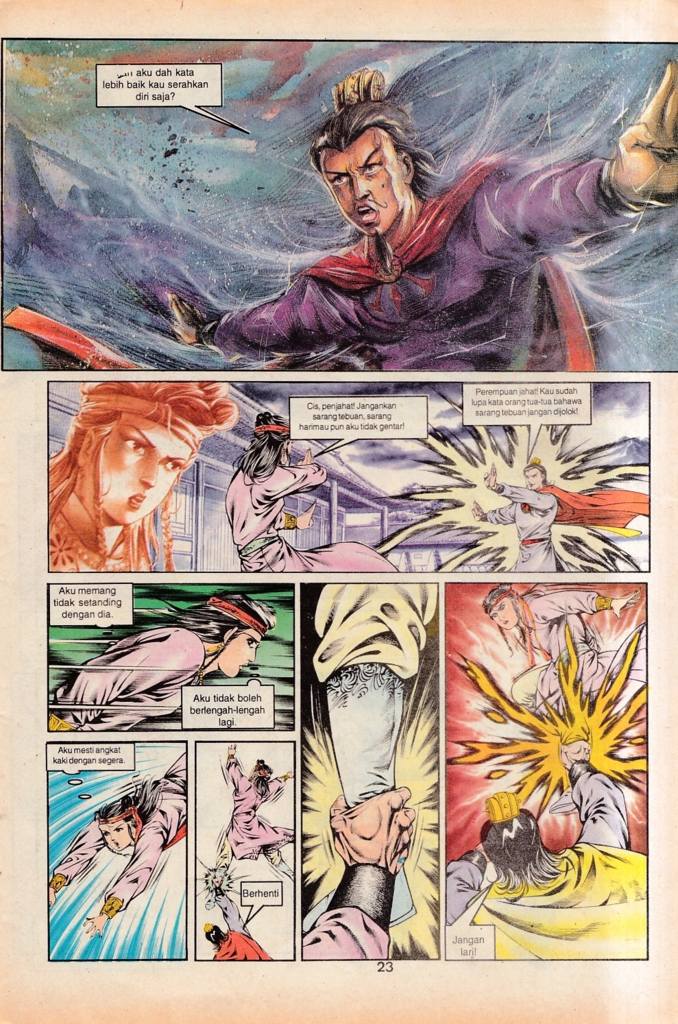 aku dah kata
lebih baik kau serahkan
diri saja?
Cis, penjahat! Jangankan
sarang tebuan, sarang
harimau pun aku tidak gentar!
Perempuan jahat! Kau sudah
lupa kata orang tua-tua bahawa
sarang tebuan jangan dijolok!
Aku memang
tidak setanding
dengan dia.
Aku tidak boleh
berlengah-lengah
lagi.
Aku mesti angkat
kaki dengan segera.
Berhenti
Jangan
lari!
23